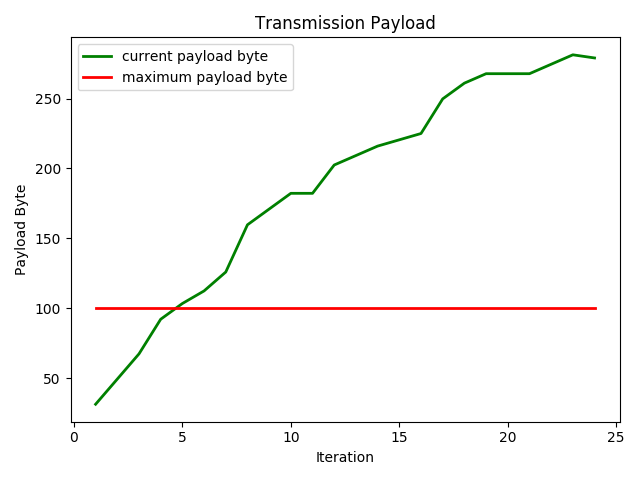 Transmission Payload
current payload byte
maximum payload byte
250
200
150
100
50
Payload Byte
0
5
10
15
20
25
Iteration